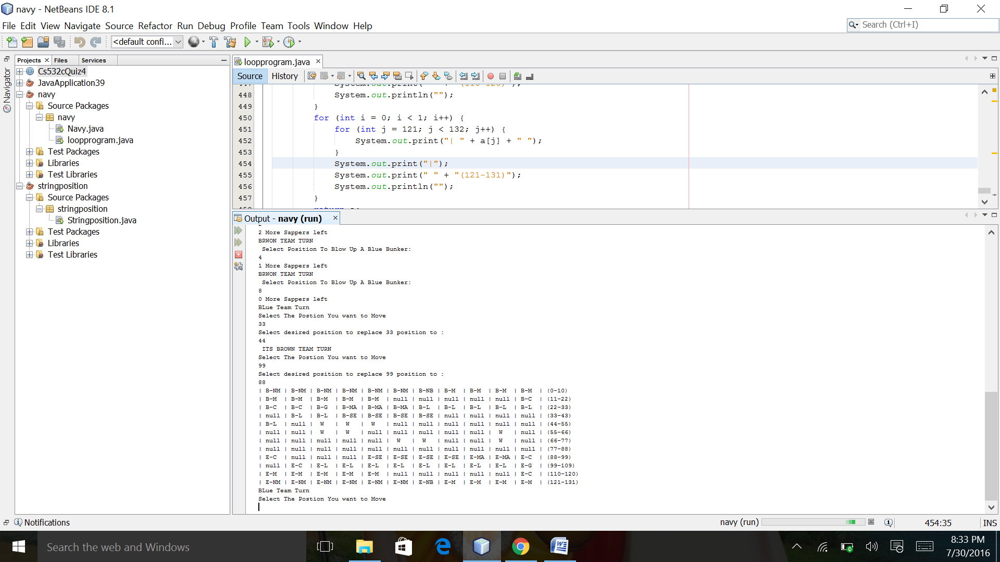 navy - NetBeans IDE 8.1
File Edit View Navigate Source Refactor Run Debug Profile Team Tools Window Help
Search (Ctrl+I)
<default confi...
Navigator
Projects Files Services
Cs532cQuiz4
JavaApplication39
navy
Source Packages
navy
Navy.java
loopprogram.java
Test Packages
Libraries
Test Libraries
stringposition
Source Packages
stringposition
Stringposition.java
Test Packages
Libraries
Test Libraries
loopprogram.java
Source History
448 System.out.println("");
449 }
450 for (int i = 0; i < 1; i++) {
451 for (int j = 121; j < 132; j++) {
452 System.out.print("| " + a[j] + " ");
453 }
454 System.out.print("|");
455 System.out.print(" " + "(121-131)");
456 System.out.println("");
457 }
Output - navy (run)
2 More Sappers left
BRWON TEAM TURN
Select Position To Blow Up A Blue Bunker:
4
1 More Sappers left
BRWON TEAM TURN
Select Position To Blow Up A Blue Bunker:
8
0 More Sappers left
BLue Team Turn
Select The Postion You want to Move
33
Select desired position to replace 33 position to :
44
ITS BROWN TEAM TURN
Select The Postion You want to Move
99
Select desired position to replace 99 position to :
88
| B-NM | B-NM | B-NM | B-NM | B-NM | B-NM | B-NB | B-M | B-M | B-M | B-M | (0-10)
| B-M | B-M | B-M | B-M | B-M | null | null | null | null | null | B-C | (11-22)
| B-C | B-C | B-G | B-MA | B-MA | B-MA | B-L | B-L | B-L | B-L | B-L | (22-33)
| null | B-L | B-L | B-SE | B-SE | B-SE | B-SE | null | null | null | null | (33-43)
| B-L | null | W | W | W | null | null | null | null | null | null | (44-55)
| null | null | W | W | null | null | null | null | null | W | null | (55-66)
| null | null | null | null | null | W | W | null | null | W | null | (66-77)
| null | null | null | null | null | null | null | null | null | null | null | (77-88)
| E-C | null | null | null | E-SE | E-SE | E-SE | E-SE | E-MA | E-MA | E-C | (88-99)
| null | E-C | E-L | E-L | E-L | E-L | E-L | E-L | E-L | E-L | E-G | (99-109)
| E-M | E-M | E-M | E-M | E-M | null | null | null | null | null | E-C | (110-120)
| E-NM | E-NM | E-NM | E-NM | E-NM | E-NM | E-NB | E-M | E-M | E-M | E-M | (121-131)
BLue Team Turn
Select The Postion You want to Move
Notifications
navy (run)
454:35
INS
Search the web and Windows
8:33 PM
7/30/2016